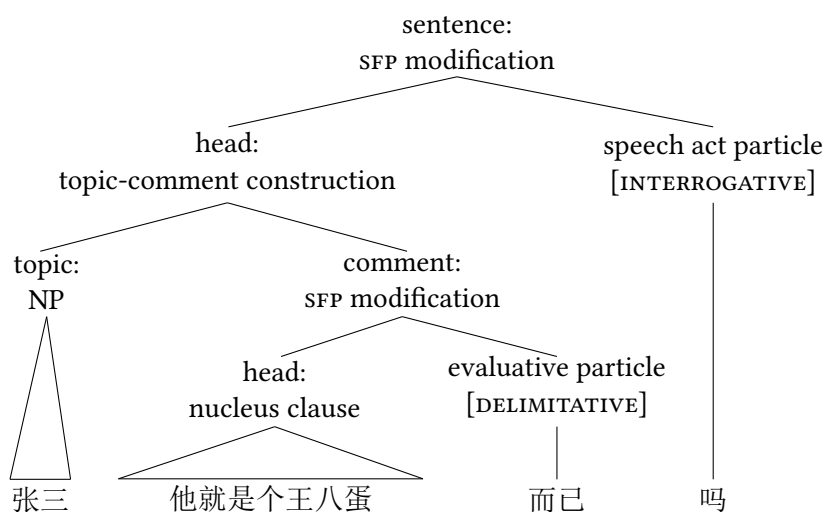 sentence:
SFP modification
head:
topic-comment construction
speech act particle
[INTERROGATIVE]
topic:
NP
comment:
SFP modification
head:
nucleus clause
evaluative particle
[DELIMITATIVE]
张三 他就是个王八蛋 而已 吗